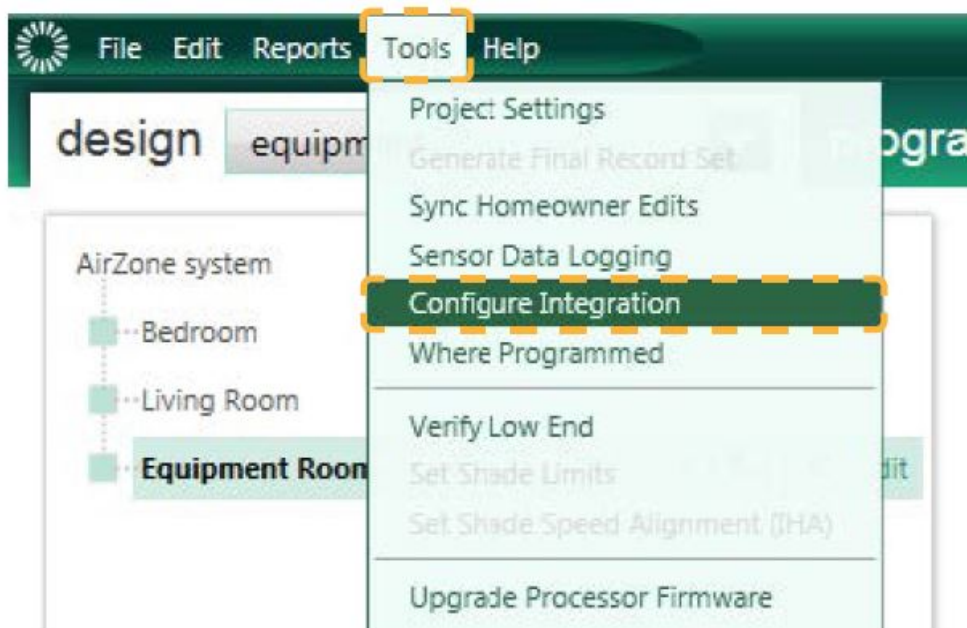 File Edit Reports Tools Help
design equipm
Project Settings
Generate Final Record Set
Sync Homeowner Edits
Sensor Data Logging
Configure Integration
Where Programmed
Verify Low End
Set Shade Limits
Set Shade Speed Alignment (IHA)
Upgrade Processor Firmware
ogra
AirZone system
Bedroom
Living Room
Equipment Room
dit